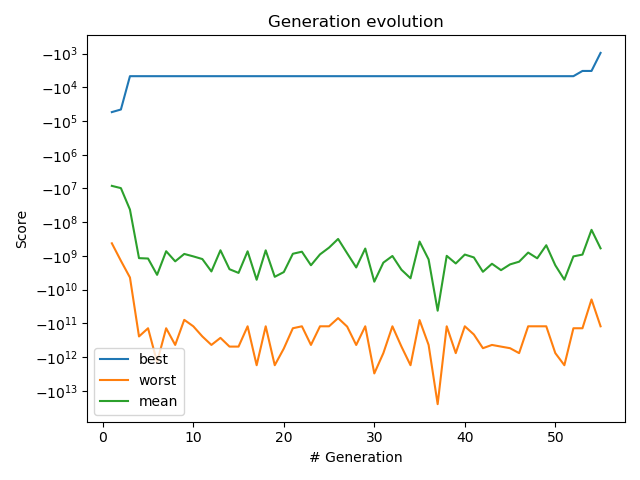 Generation evolution
Score
−10³
−10⁴
−10⁵
−10⁶
−10⁷
−10⁸
−10⁹
−10¹⁰
−10¹¹
−10¹²
−10¹³
best
worst
mean
0 10 20 30 40 50
# Generation